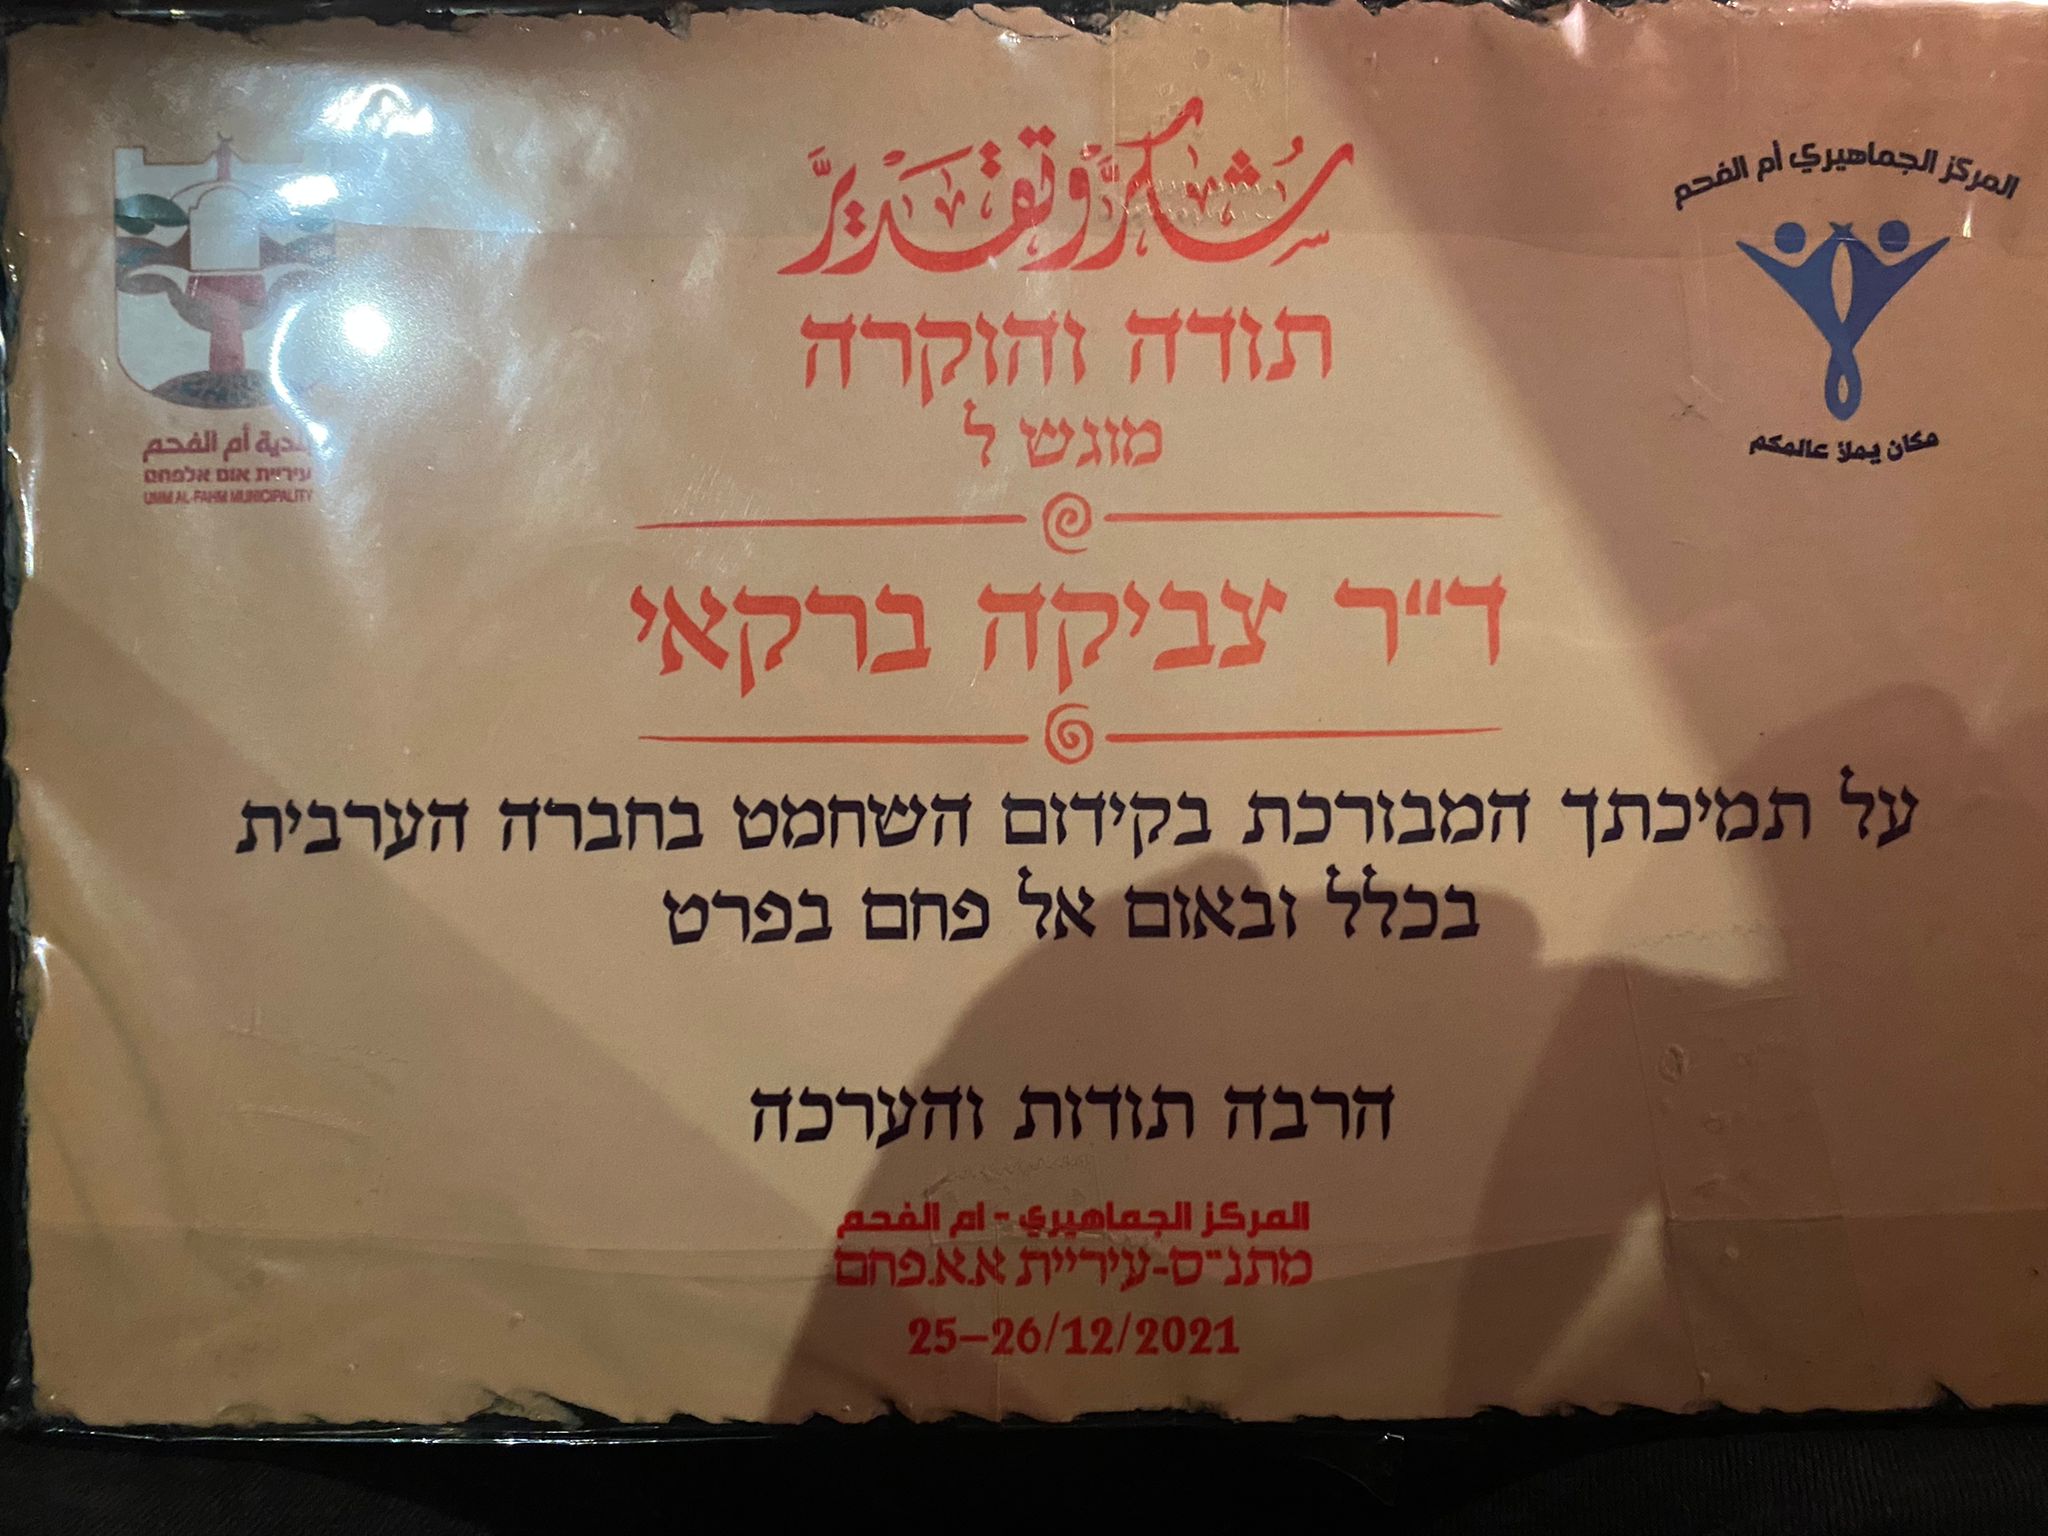 شُكرٌ وتقديرٌ
תודה והוקרה
מוגש ל
ד"ר צביקה ברקאי
על תמיכתך המבורכת בקידום השחמט בחברה הערבית
בכלל ובאום אל פחם בפרט
הרבה תודות והערכה
المركز الجماهيري - ام الفحم
מתנ"ס-עיריית א.א.פחם
25–26/12/2021
المركز الجماهيري أم الفحم
مكان يملأ عالمكم
أم الفحم
עיריית אום אלפחם
UMM AL-FAHM MUNICIPALITY